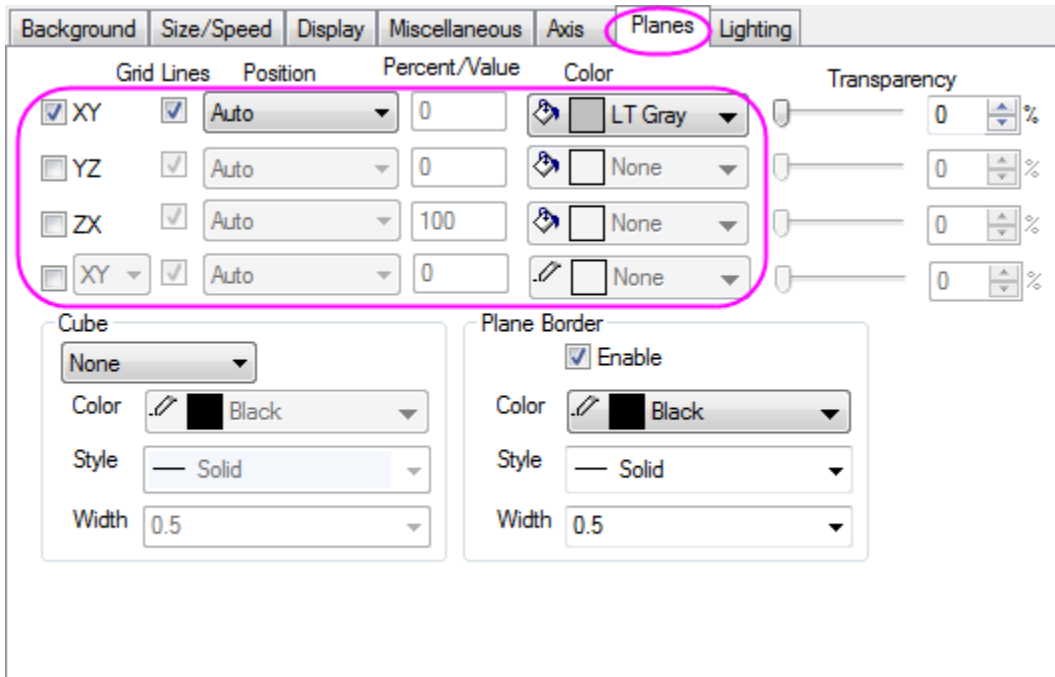 Background Size/Speed Display Miscellaneous Axis Planes Lighting
Grid Lines Position Percent/Value Color Transparency
XY Auto 0 LT Gray 0 %
YZ Auto 0 None 0 %
ZX Auto 100 None 0 %
XY Auto 0 None 0 %
Cube Plane Border
None Enable
Color Black Color Black
Style Solid Style Solid
Width 0.5 Width 0.5